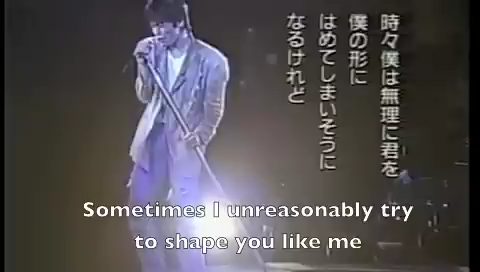 時々僕は無理に君を
僕の形に
はめてしまいそうに
なるけれど
Sometimes I unreasonably try
to shape you like me